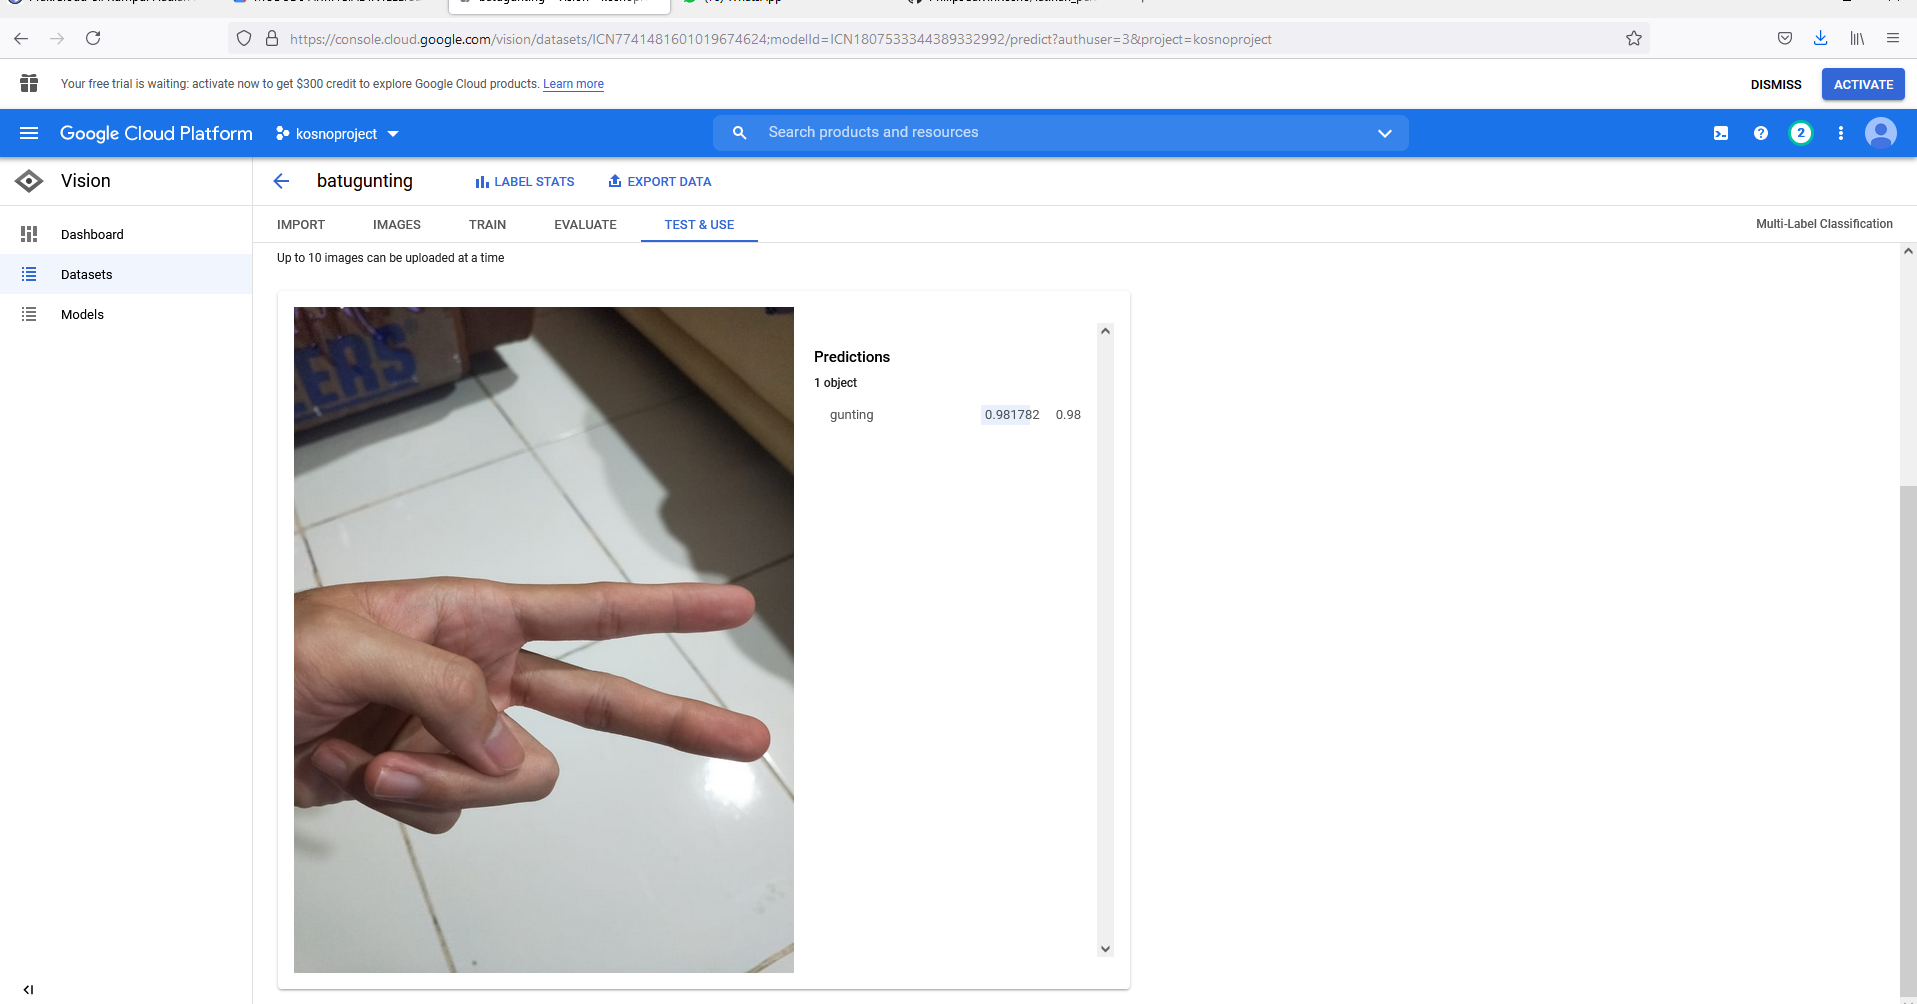 https://console.cloud.google.com/vision/datasets/ICN7741481601019674624;modelId=ICN1807533344389332992/predict?authuser=3&project=kosnoproject
Your free trial is waiting: activate now to get $300 credit to explore Google Cloud products. Learn more
DISMISS
ACTIVATE
Google Cloud Platform
kosnoproject
Search products and resources
2
Vision
batugunting
LABEL STATS
EXPORT DATA
IMPORT
IMAGES
TRAIN
EVALUATE
TEST & USE
Multi-Label Classification
Dashboard
Datasets
Models
Up to 10 images can be uploaded at a time
ERS
Predictions
1 object
gunting 0.981782 0.98